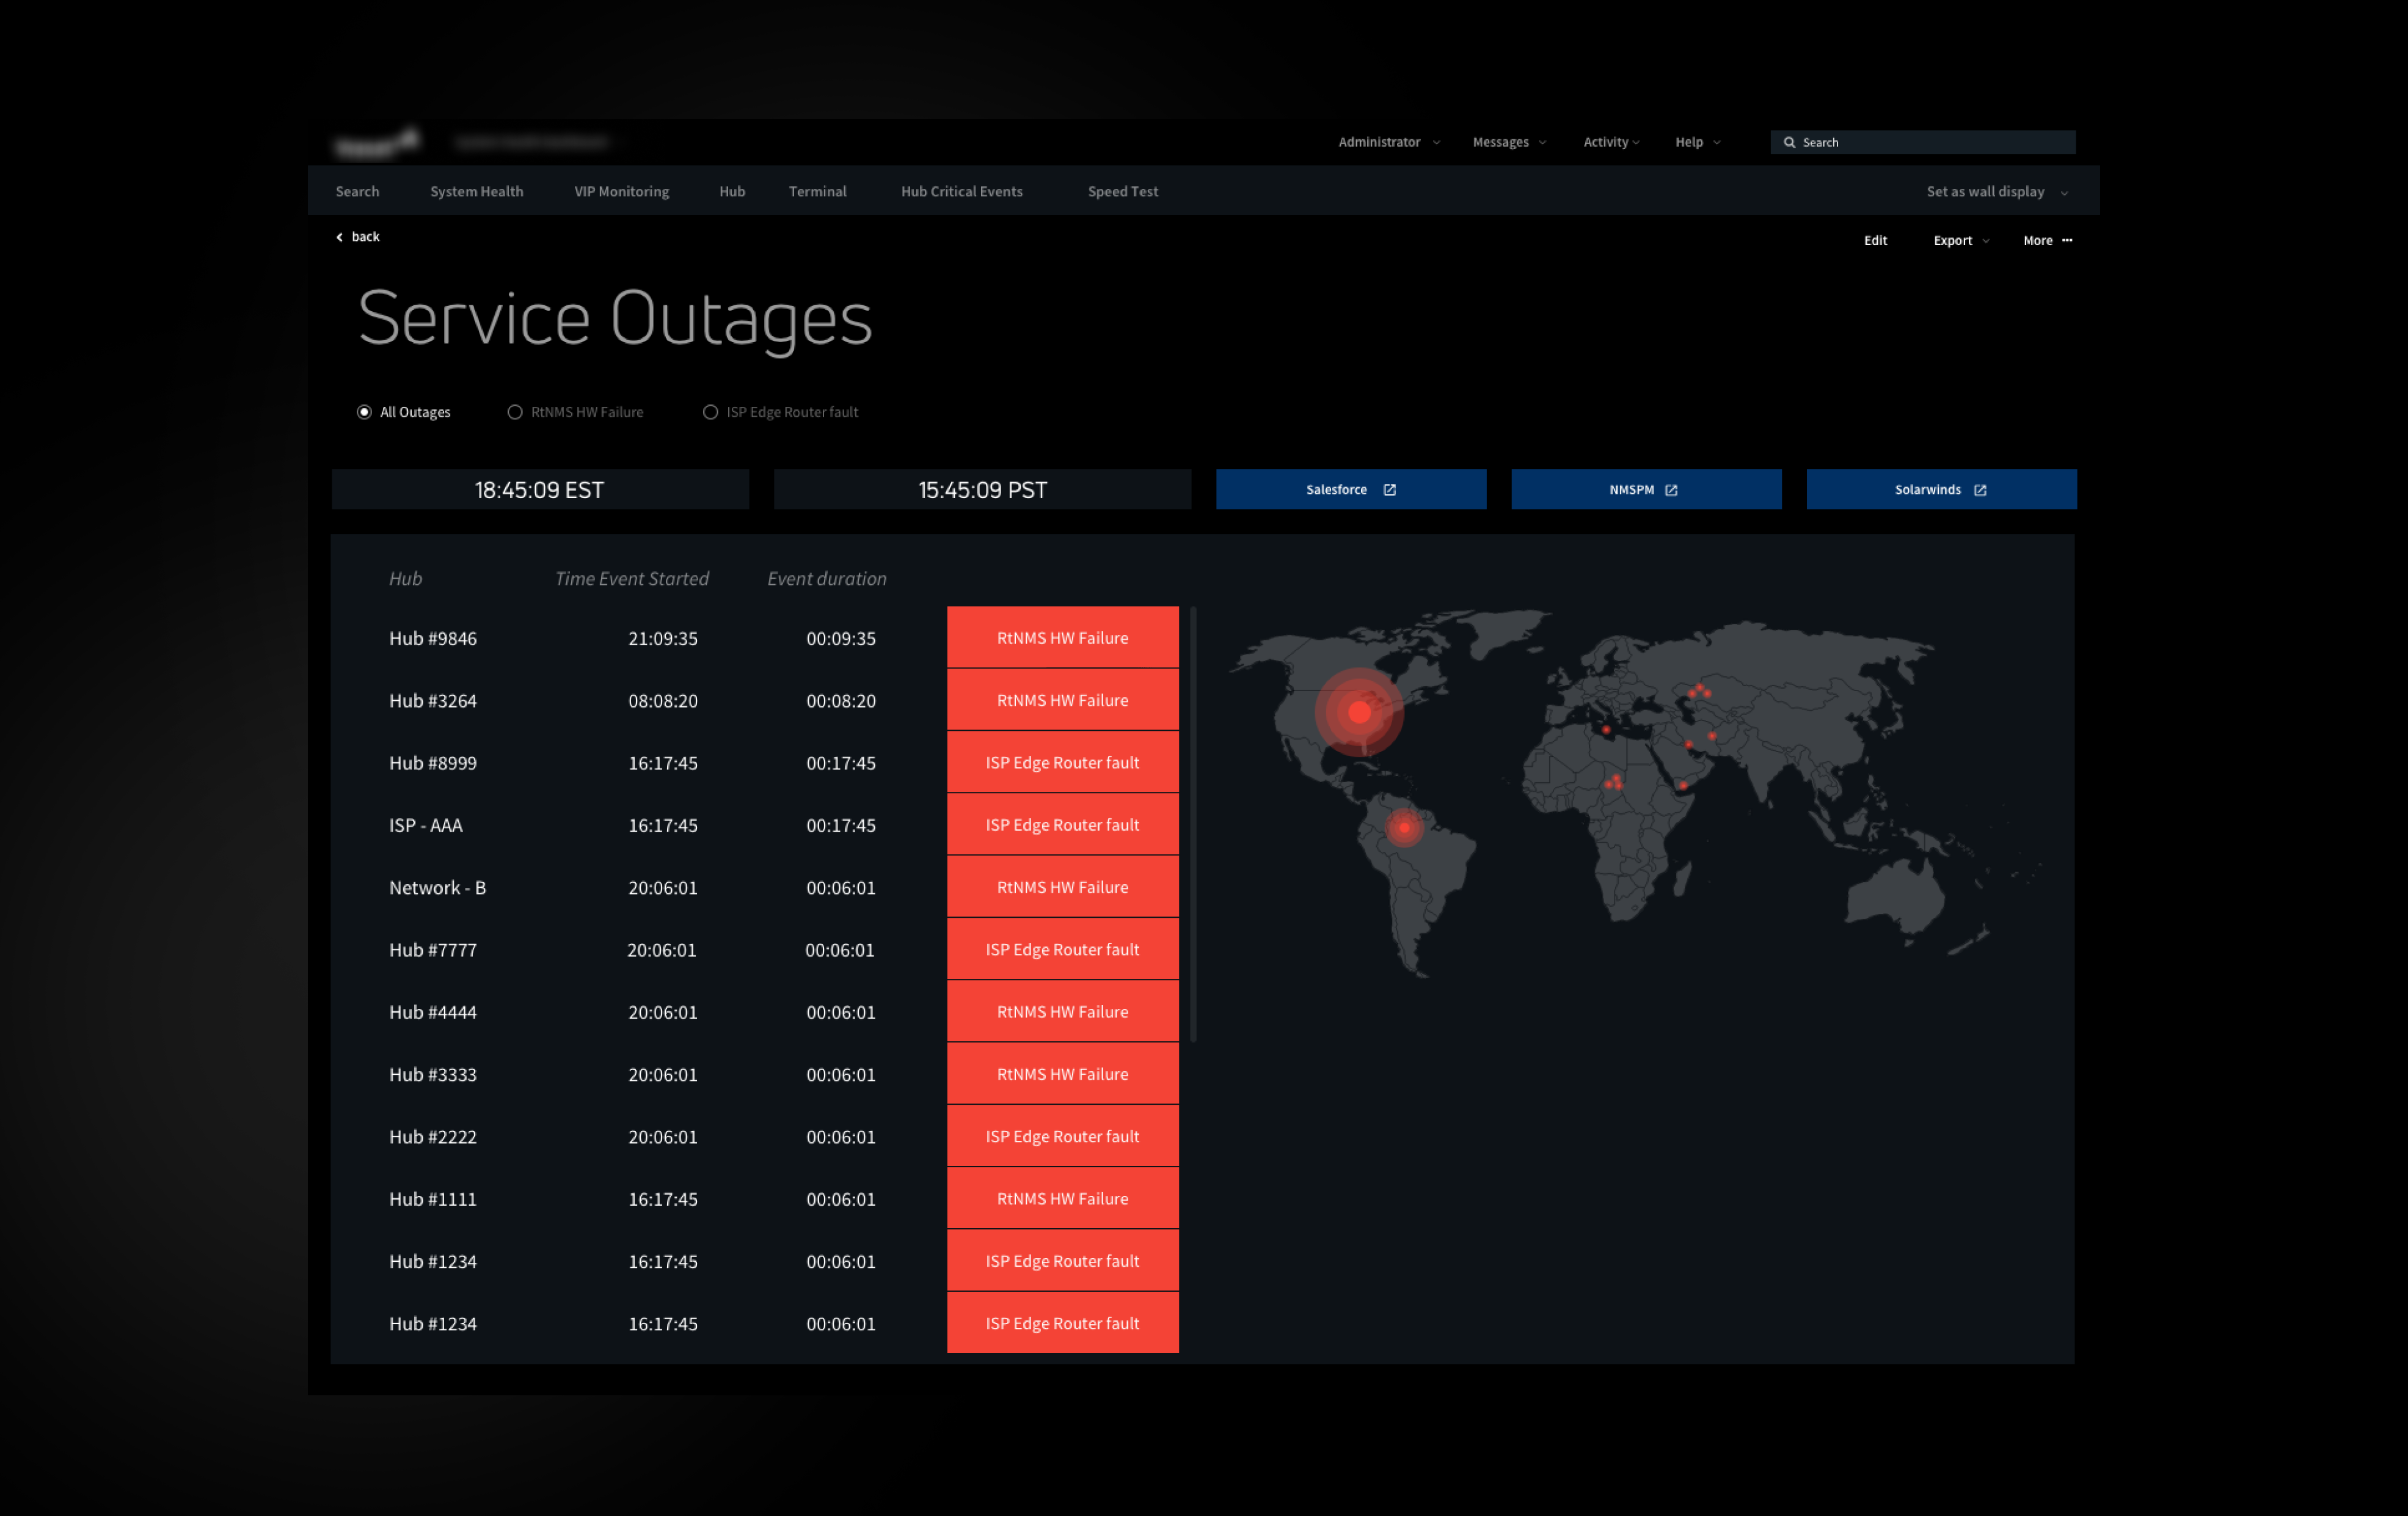 Administrator Messages Activity Help Search
Search System Health VIP Monitoring Hub Terminal Hub Critical Events Speed Test Set as wall display
back Edit Export More
Service Outages
All Outages RtNMS HW Failure ISP Edge Router fault
18:45:09 EST 15:45:09 PST Salesforce NMSPM Solarwinds
Hub Time Event Started Event duration
Hub #9846 21:09:35 00:09:35 RtNMS HW Failure
Hub #3264 08:08:20 00:08:20 RtNMS HW Failure
Hub #8999 16:17:45 00:17:45 ISP Edge Router fault
ISP - AAA 16:17:45 00:17:45 ISP Edge Router fault
Network - B 20:06:01 00:06:01 RtNMS HW Failure
Hub #7777 20:06:01 00:06:01 ISP Edge Router fault
Hub #4444 20:06:01 00:06:01 RtNMS HW Failure
Hub #3333 20:06:01 00:06:01 RtNMS HW Failure
Hub #2222 20:06:01 00:06:01 ISP Edge Router fault
Hub #1111 16:17:45 00:06:01 RtNMS HW Failure
Hub #1234 16:17:45 00:06:01 ISP Edge Router fault
Hub #1234 16:17:45 00:06:01 ISP Edge Router fault